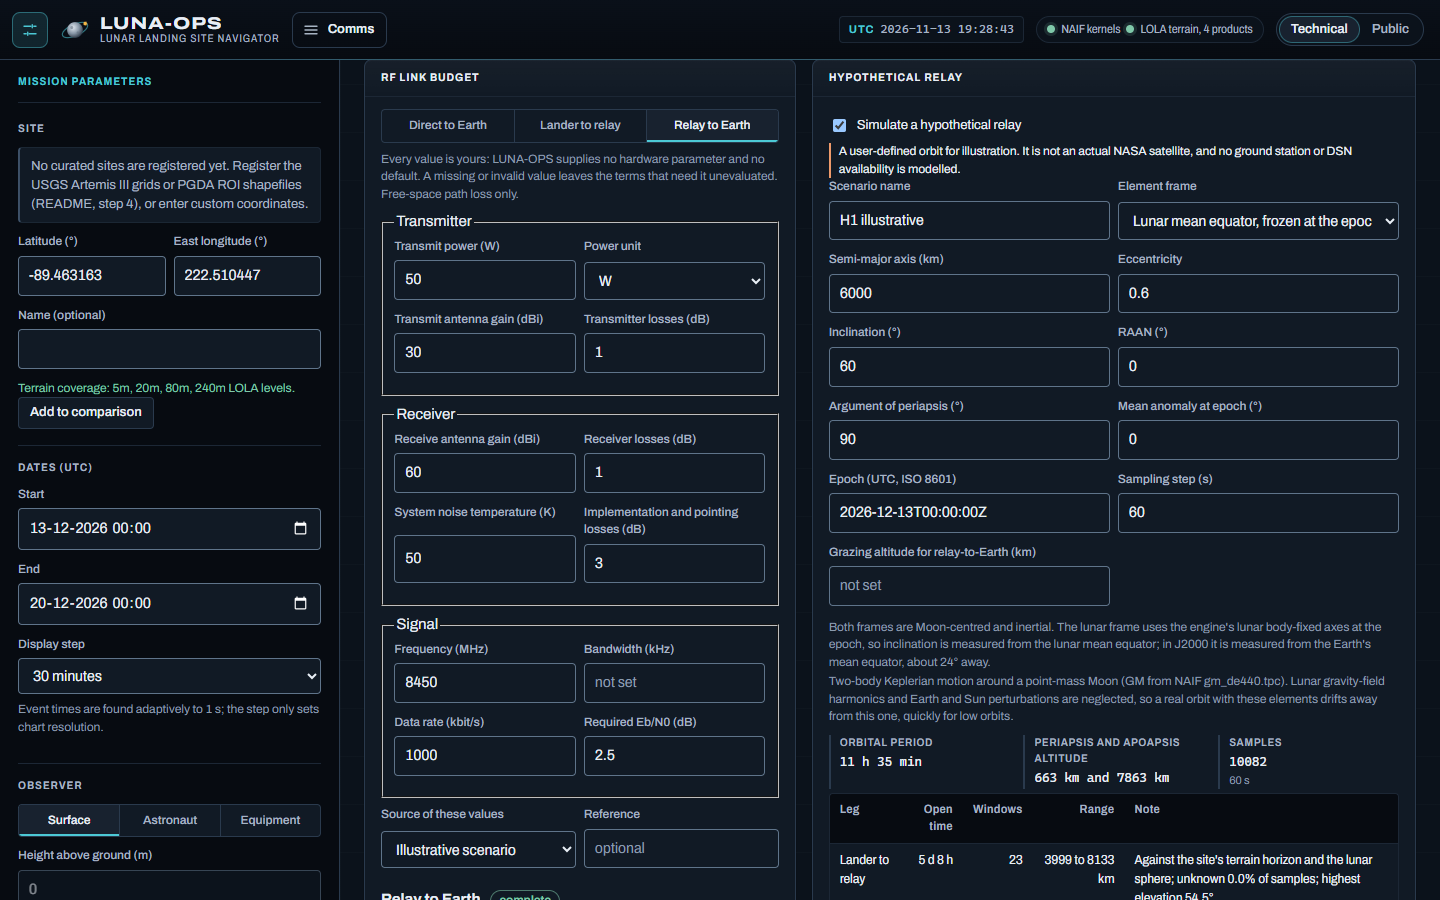 LUNA-OPS
LUNAR LANDING SITE NAVIGATOR
Comms
UTC 2026-11-13 19:28:43
NAIF kernels
LOLA terrain, 4 products
Technical
Public
MISSION PARAMETERS
SITE
No curated sites are registered yet. Register the
USGS Artemis III grids or PGDA ROI shapefiles
(README, step 4), or enter custom coordinates.
Latitude (°)
East longitude (°)
-89.463163
222.510447
Name (optional)
Terrain coverage: 5m, 20m, 80m, 240m LOLA levels.
Add to comparison
DATES (UTC)
Start
13-12-2026 00:00
End
20-12-2026 00:00
Display step
30 minutes
Event times are found adaptively to 1 s; the step only sets
chart resolution.
OBSERVER
Surface
Astronaut
Equipment
Height above ground (m)
0
RF LINK BUDGET
Direct to Earth
Lander to relay
Relay to Earth
Every value is yours: LUNA-OPS supplies no hardware parameter and no
default. A missing or invalid value leaves the terms that need it unevaluated.
Free-space path loss only.
Transmitter
Transmit power (W)
Power unit
50
W
Transmit antenna gain (dBi)
Transmitter losses (dB)
30
1
Receiver
Receive antenna gain (dBi)
Receiver losses (dB)
60
1
System noise temperature (K)
Implementation and pointing
losses (dB)
50
3
Signal
Frequency (MHz)
Bandwidth (kHz)
8450
not set
Data rate (kbit/s)
Required Eb/N0 (dB)
1000
2.5
Source of these values
Reference
Illustrative scenario
optional
Relay to Earth
complete
HYPOTHETICAL RELAY
Simulate a hypothetical relay
A user-defined orbit for illustration. It is not an actual NASA satellite, and no ground station or DSN
availability is modelled.
Scenario name
Element frame
H1 illustrative
Lunar mean equator, frozen at the epoc
Semi-major axis (km)
Eccentricity
6000
0.6
Inclination (°)
RAAN (°)
60
0
Argument of periapsis (°)
Mean anomaly at epoch (°)
90
0
Epoch (UTC, ISO 8601)
Sampling step (s)
2026-12-13T00:00:00Z
60
Grazing altitude for relay-to-Earth (km)
not set
Both frames are Moon-centred and inertial. The lunar frame uses the engine's lunar body-fixed axes at the
epoch, so inclination is measured from the lunar mean equator; in J2000 it is measured from the Earth's
mean equator, about 24° away.
Two-body Keplerian motion around a point-mass Moon (GM from NAIF gm_de440.tpc). Lunar gravity-field
harmonics and Earth and Sun perturbations are neglected, so a real orbit with these elements drifts away
from this one, quickly for low orbits.
ORBITAL PERIOD
11 h 35 min
PERIAPSIS AND APOAPSIS
ALTITUDE
663 km and 7863 km
SAMPLES
10082
60 s
Leg
Open
time
Windows
Range
Note
Lander to
relay
5 d 8 h
23
3999 to 8133
km
Against the site's terrain horizon and the lunar
sphere; unknown 0.0% of samples; highest
elevation 54.5°